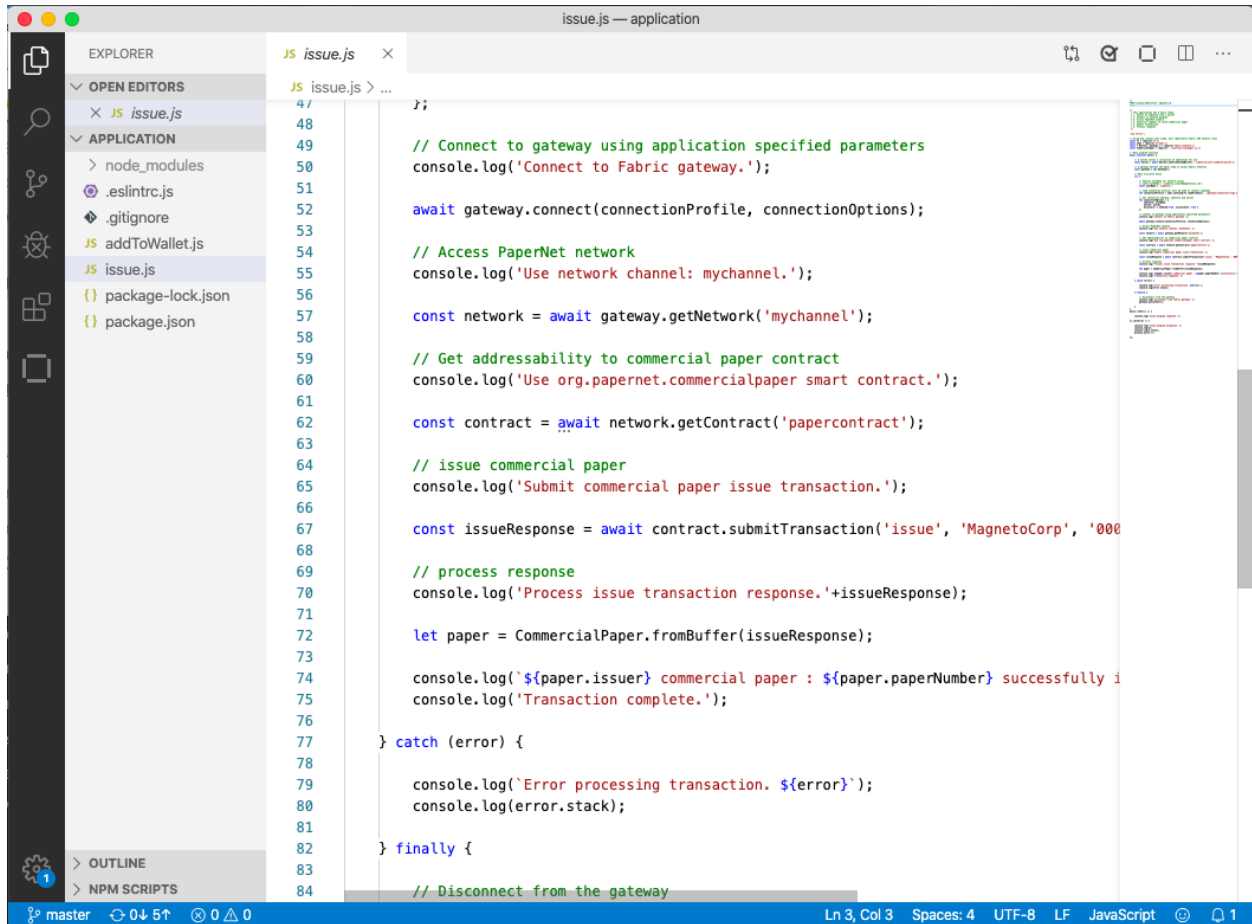 issue.js — application
EXPLORER
OPEN EDITORS
JS issue.js
APPLICATION
node_modules
.eslintrc.js
.gitignore
JS addToWallet.js
JS issue.js
{} package-lock.json
{} package.json
OUTLINE
NPM SCRIPTS
JS issue.js
JS issue.js > ...
47 };
48
49 // Connect to gateway using application specified parameters
50 console.log('Connect to Fabric gateway.');
51
52 await gateway.connect(connectionProfile, connectionOptions);
53
54 // Access PaperNet network
55 console.log('Use network channel: mychannel.');
56
57 const network = await gateway.getNetwork('mychannel');
58
59 // Get addressability to commercial paper contract
60 console.log('Use org.papernet.commercialpaper smart contract.');
61
62 const contract = await network.getContract('papercontract');
63
64 // issue commercial paper
65 console.log('Submit commercial paper issue transaction.');
66
67 const issueResponse = await contract.submitTransaction('issue', 'MagnetoCorp', '000
68
69 // process response
70 console.log('Process issue transaction response.'+issueResponse);
71
72 let paper = CommercialPaper.fromBuffer(issueResponse);
73
74 console.log(`${paper.issuer} commercial paper : ${paper.paperNumber} successfully i
75 console.log('Transaction complete.');
76
77 } catch (error) {
78
79 console.log(`Error processing transaction. ${error}`);
80 console.log(error.stack);
81
82 } finally {
83
84 // Disconnect from the gateway
1
master 0↓ 5↑ 0 0
Ln 3, Col 3 Spaces: 4 UTF-8 LF JavaScript 1